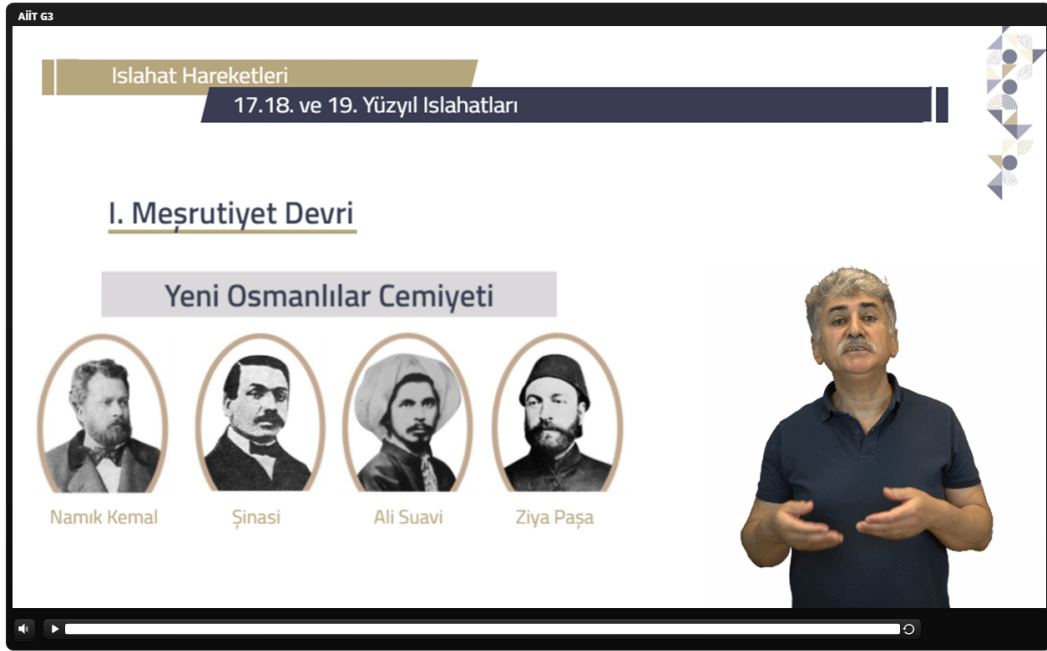 AİİT G3
Islahat Hareketleri
17.18. ve 19. Yüzyıl Islahatları
I. Meşrutiyet Devri
Yeni Osmanlılar Cemiyeti
Namık Kemal
Şinasi
Ali Suavi
Ziya Paşa